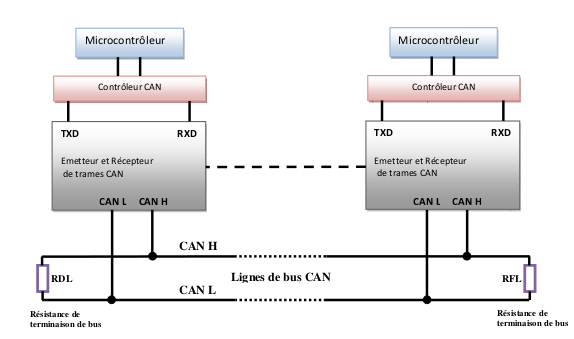 Microcontrôleur
Microcontrôleur
Contrôleur CAN
Contrôleur CAN
TXD RXD
TXD RXD
Emetteur et Récepteur
de trames CAN
Emetteur et Récepteur
de trames CAN
CAN L CAN H
CAN L CAN H
CAN H
RDL
Lignes de bus CAN
RFL
CAN L
Résistance de
terminaison de bus
Résistance de
terminaison de bus